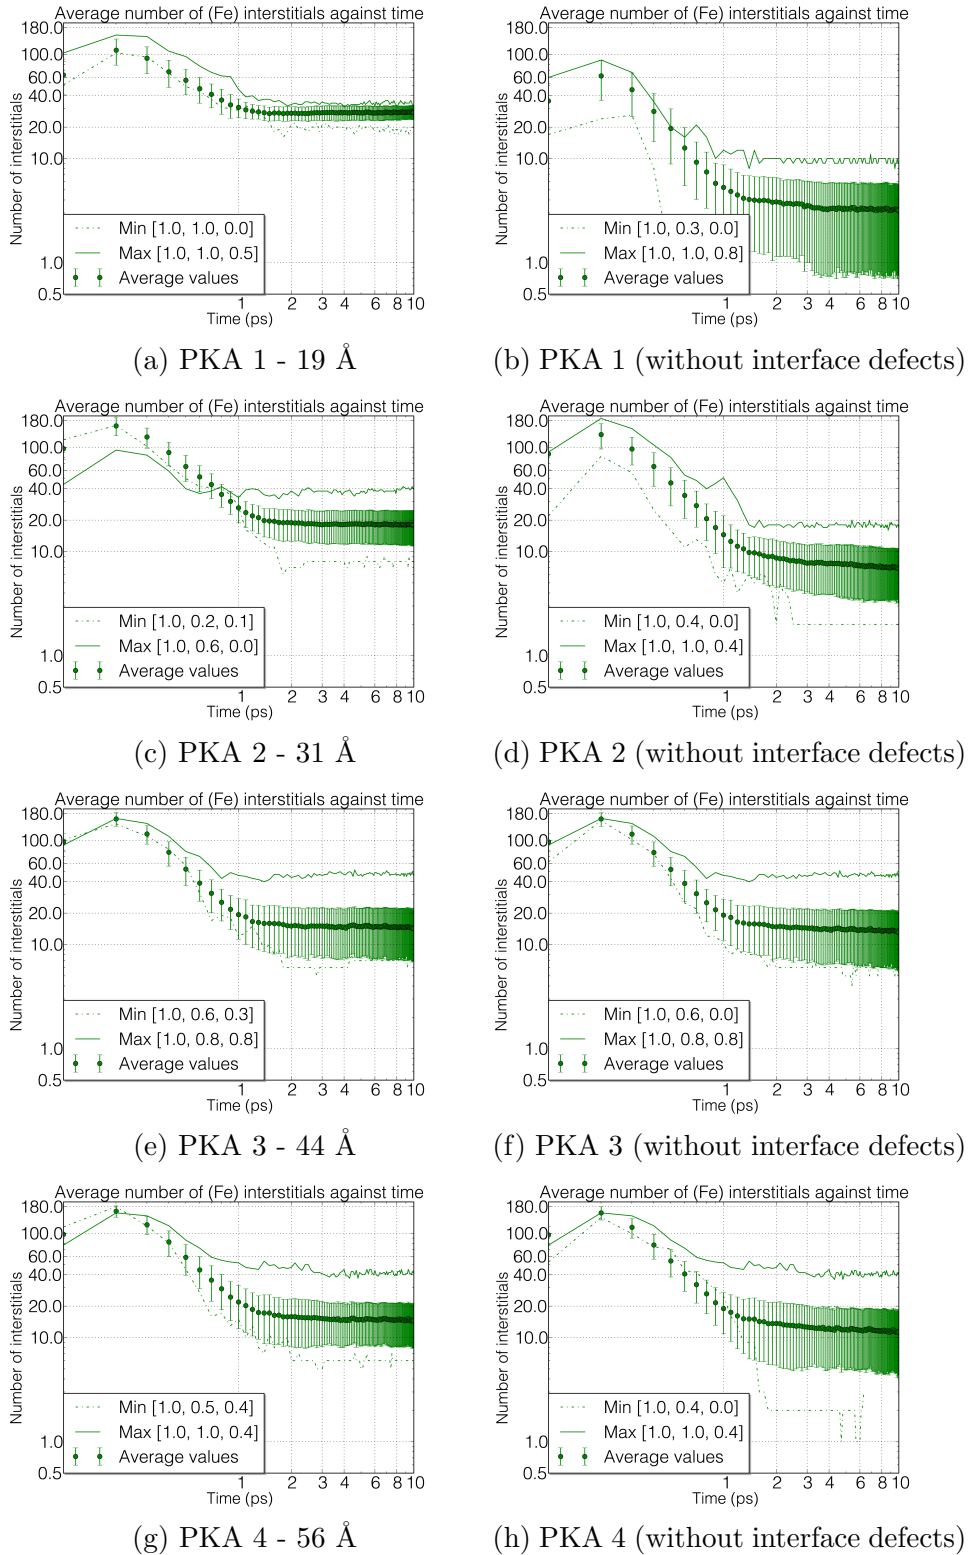 Average number of (Fe) interstitials against time
180.0
100.0
60.0
40.0
20.0
10.0
1.0
0.5
Number of interstitials
Min [1.0, 1.0, 0.0]
Max [1.0, 1.0, 0.5]
Average values
1 2 3 4 6 8 10
Time (ps)
(a) PKA 1 - 19 Å
Average number of (Fe) interstitials against time
180.0
100.0
60.0
40.0
20.0
10.0
1.0
0.5
Number of interstitials
Min [1.0, 0.3, 0.0]
Max [1.0, 1.0, 0.8]
Average values
1 2 3 4 6 8 10
Time (ps)
(b) PKA 1 (without interface defects)
Average number of (Fe) interstitials against time
180.0
100.0
60.0
40.0
20.0
10.0
1.0
0.5
Number of interstitials
Min [1.0, 0.2, 0.1]
Max [1.0, 0.6, 0.0]
Average values
1 2 3 4 6 8 10
Time (ps)
(c) PKA 2 - 31 Å
Average number of (Fe) interstitials against time
180.0
100.0
60.0
40.0
20.0
10.0
1.0
0.5
Number of interstitials
Min [1.0, 0.4, 0.0]
Max [1.0, 1.0, 0.4]
Average values
1 2 3 4 6 8 10
Time (ps)
(d) PKA 2 (without interface defects)
Average number of (Fe) interstitials against time
180.0
100.0
60.0
40.0
20.0
10.0
1.0
0.5
Number of interstitials
Min [1.0, 0.6, 0.3]
Max [1.0, 0.8, 0.8]
Average values
1 2 3 4 6 8 10
Time (ps)
(e) PKA 3 - 44 Å
Average number of (Fe) interstitials against time
180.0
100.0
60.0
40.0
20.0
10.0
1.0
0.5
Number of interstitials
Min [1.0, 0.6, 0.0]
Max [1.0, 0.8, 0.8]
Average values
1 2 3 4 6 8 10
Time (ps)
(f) PKA 3 (without interface defects)
Average number of (Fe) interstitials against time
180.0
100.0
60.0
40.0
20.0
10.0
1.0
0.5
Number of interstitials
Min [1.0, 0.5, 0.4]
Max [1.0, 1.0, 0.4]
Average values
1 2 3 4 6 8 10
Time (ps)
(g) PKA 4 - 56 Å
Average number of (Fe) interstitials against time
180.0
100.0
60.0
40.0
20.0
10.0
1.0
0.5
Number of interstitials
Min [1.0, 0.4, 0.0]
Max [1.0, 1.0, 0.4]
Average values
1 2 3 4 6 8 10
Time (ps)
(h) PKA 4 (without interface defects)